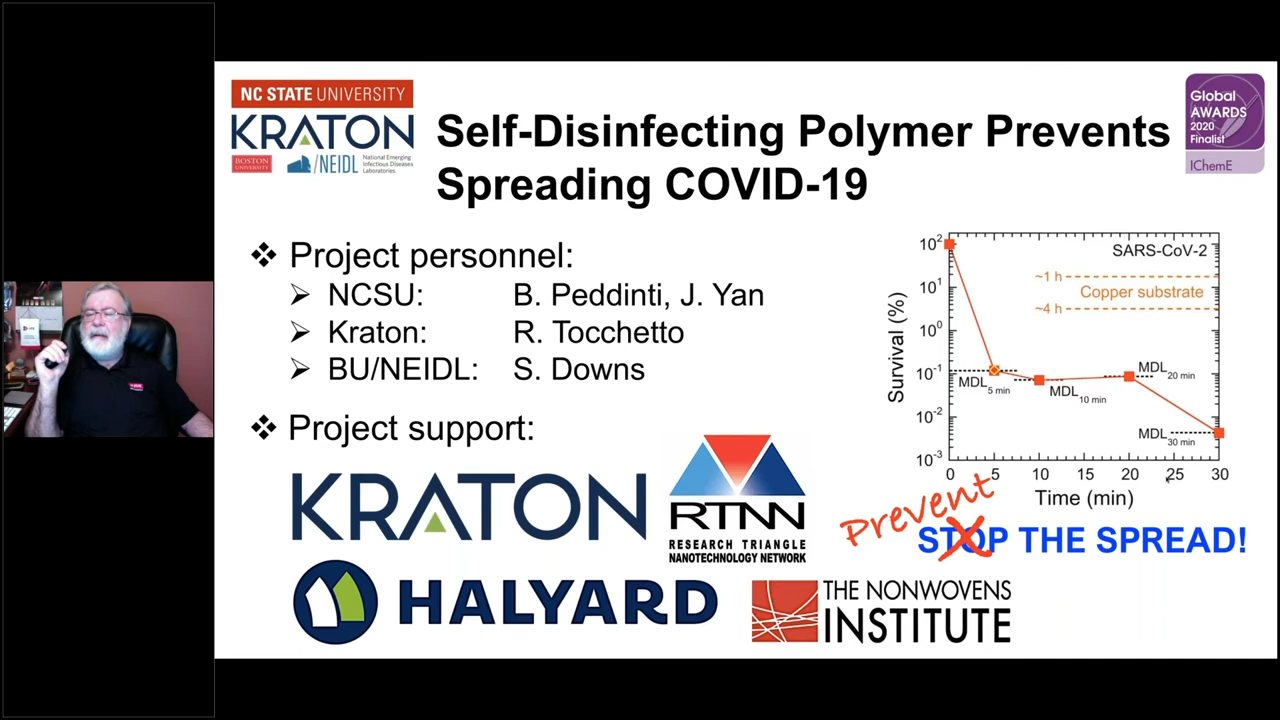 NC STATE UNIVERSITY
KRATON
BOSTON
UNIVERSITY
/NEIDL
National Emerging
Infectious Diseases
Laboratories
Self-Disinfecting Polymer Prevents
Spreading COVID-19
Global
AWARDS
2020
Finalist
IChemE
❖ Project personnel:
➢ NCSU: B. Peddinti, J. Yan
➢ Kraton: R. Tocchetto
➢ BU/NEIDL: S. Downs
❖ Project support:
KRATON
RTNN
RESEARCH TRIANGLE
NANOTECHNOLOGY NETWORK
HALYARD
THE NONWOVENS
INSTITUTE
SARS-CoV-2
~1 h
Copper substrate
~4 h
Survival (%)
10²
10¹
10⁰
10⁻¹
10⁻²
10⁻³
MDL5 min
MDL10 min
MDL20 min
MDL30 min
0 5 10 15 20 25 30
Time (min)
Prevent
STOP THE SPREAD!